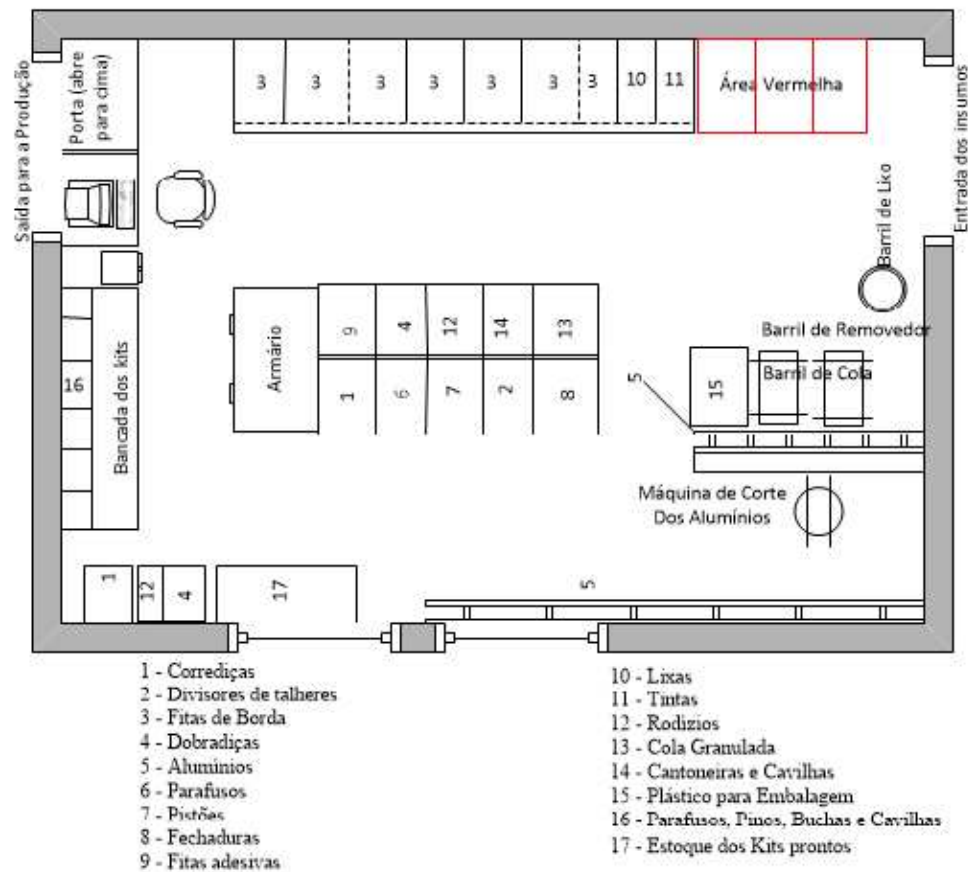 Saída para a Produção
Porta (abre
para cima)
3 3 3 3 3 3 3 10 11
Área Vermelha
Entrada dos insumos
Barril de Lico
Barril de Removedor
Barril de Cola
15
5
Armário
9 4 12 14 13
1 6 7 2 8
16
Bancada dos kits
Máquina de Corte
Dos Alumínios
1 12 4 17
5
1 - Corrediças
2 - Divisores de talheres
3 - Fitas de Borda
4 - Dobradiças
5 - Alumínios
6 - Parafusos
7 - Pistões
8 - Fechaduras
9 - Fitas adesivas
10 - Lixas
11 - Tintas
12 - Rodízios
13 - Cola Granulada
14 - Cantoneiras e Cavilhas
15 - Plástico para Embalagem
16 - Parafusos, Pinos, Buchas e Cavilhas
17 - Estoque dos Kits prontos